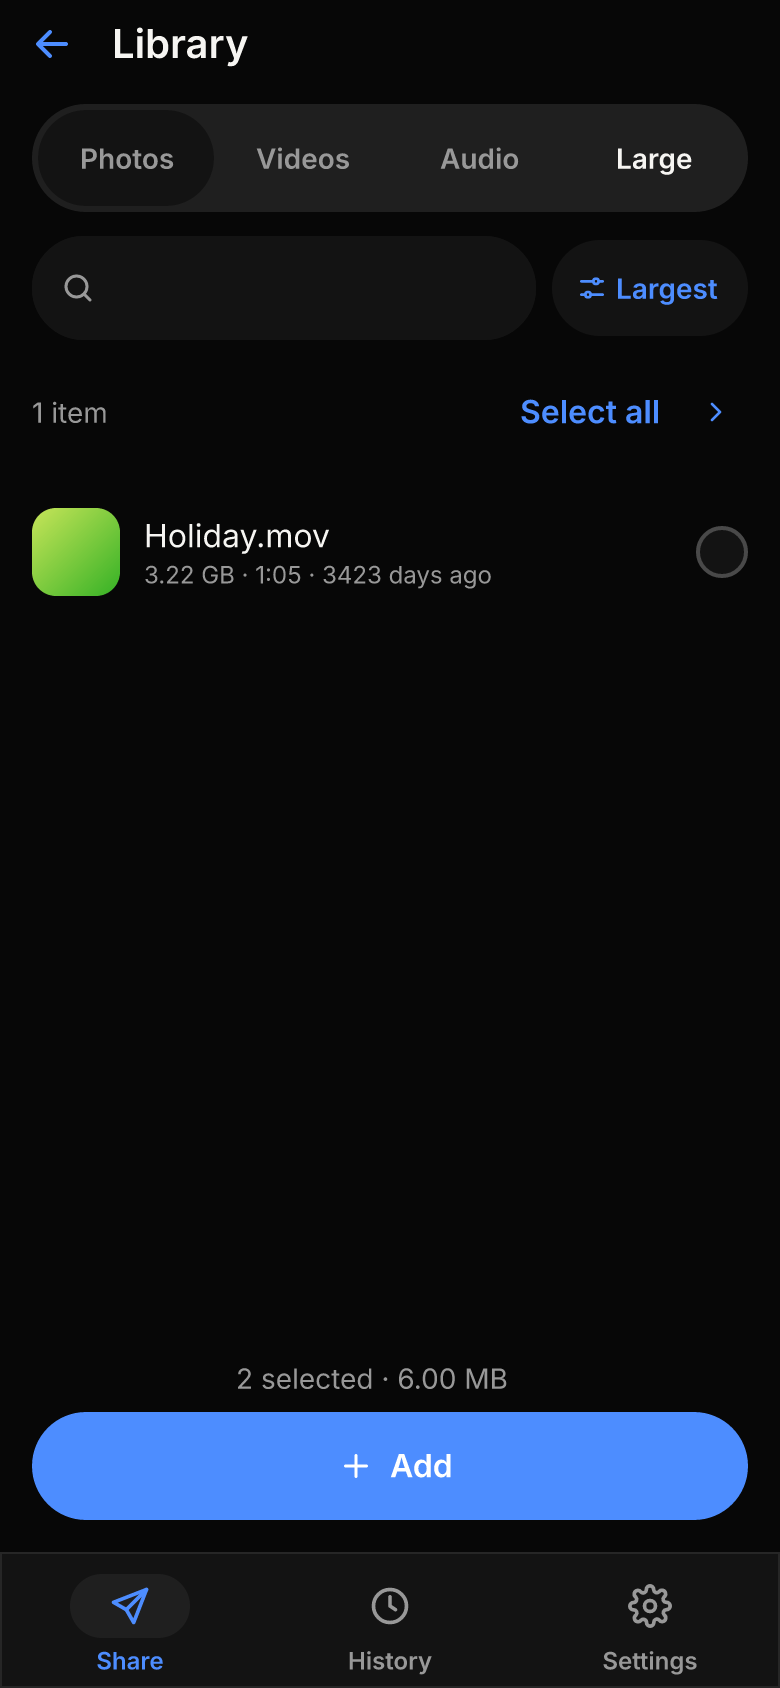 Library
Photos Videos Audio Large
Largest
1 item Select all
Holiday.mov
3.22 GB · 1:05 · 3423 days ago
2 selected · 6.00 MB
Add
Share History Settings